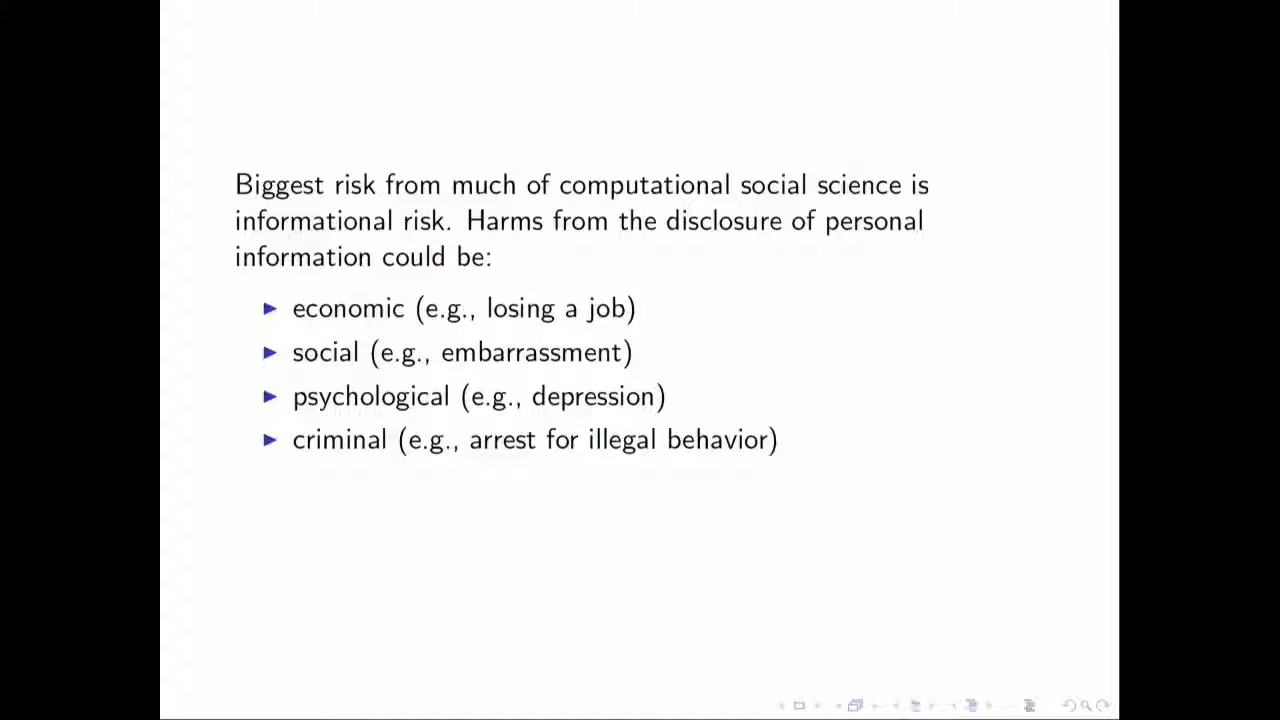 Biggest risk from much of computational social science is
informational risk. Harms from the disclosure of personal
information could be:
► economic (e.g., losing a job)
► social (e.g., embarrassment)
► psychological (e.g., depression)
► criminal (e.g., arrest for illegal behavior)